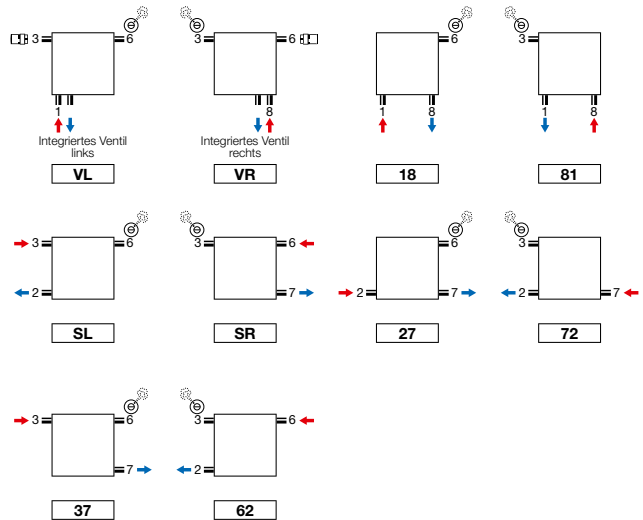 3 6 3 6 6 3
1 8 1 8 1 8
Integriertes Ventil Integriertes Ventil
links rechts
VL VR 18 81
3 6 3 6 6 3
2 7 2 7 2 7
SL SR 27 72
3 6 3 6
7 2
37 62